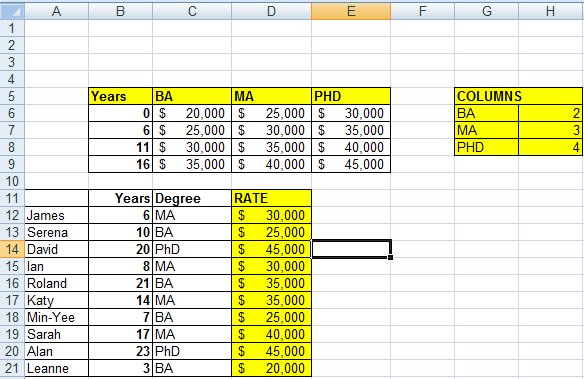 A B C D E F G H
1
2
3
4
5 Years BA MA PHD COLUMNS
6 0 $ 20,000 $ 25,000 $ 30,000 BA 2
7 6 $ 25,000 $ 30,000 $ 35,000 MA 3
8 11 $ 30,000 $ 35,000 $ 40,000 PHD 4
9 16 $ 35,000 $ 40,000 $ 45,000
10
11 Years Degree RATE
12 James 6 MA $ 30,000
13 Serena 10 BA $ 25,000
14 David 20 PhD $ 45,000
15 Ian 8 MA $ 30,000
16 Roland 21 BA $ 35,000
17 Katy 14 MA $ 35,000
18 Min-Yee 7 BA $ 25,000
19 Sarah 17 MA $ 40,000
20 Alan 23 PhD $ 45,000
21 Leanne 3 BA $ 20,000